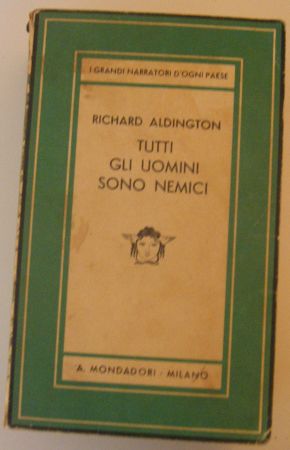 I GRANDI NARRATORI D'OGNI PAESE
RICHARD ALDINGTON
TUTTI
GLI UOMINI
SONO NEMICI
A. MONDADORI · MILANO